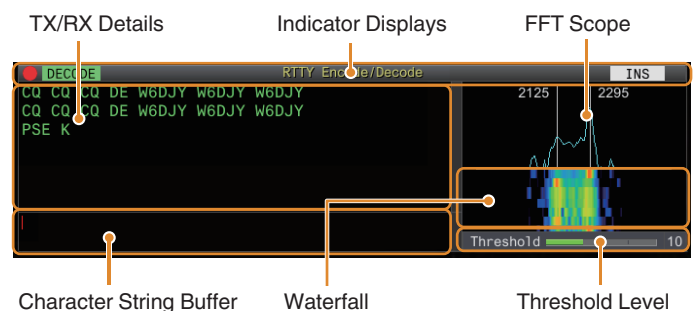 TX/RX Details Indicator Displays FFT Scope
DECODE RTTY Encode/Decode INS
CQ CQ CQ DE W6DJY W6DJY W6DJY
CQ CQ CQ DE W6DJY W6DJY W6DJY
PSE K
2125 2295
Threshold 10
Character String Buffer Waterfall Threshold Level